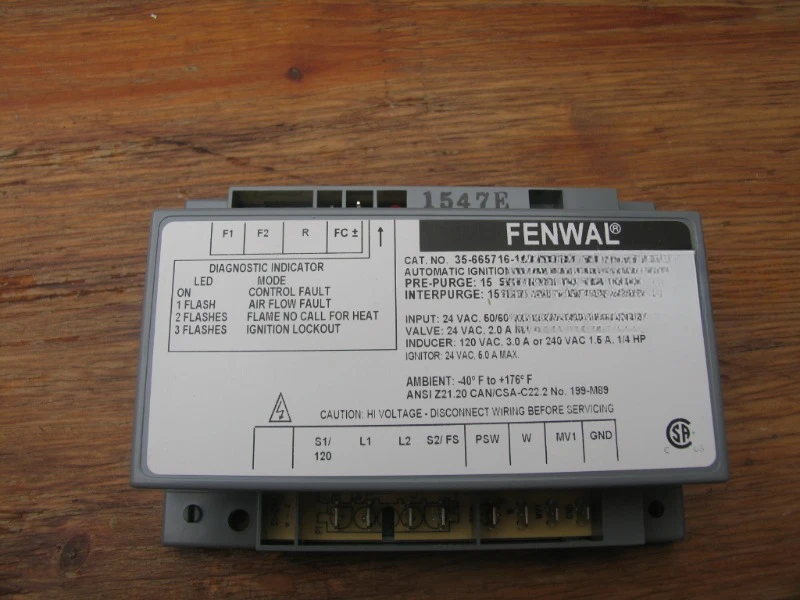 1547E
F1 F2 R FC ± ↑
FENWAL®
DIAGNOSTIC INDICATOR
LED MODE
ON CONTROL FAULT
1 FLASH AIR FLOW FAULT
2 FLASHES FLAME NO CALL FOR HEAT
3 FLASHES IGNITION LOCKOUT
CAT. NO. 35-665716-
AUTOMATIC IGNITION
PRE-PURGE: 15
INTERPURGE: 15
INPUT: 24 VAC, 50/60
VALVE: 24 VAC, 2.0 A
INDUCER: 120 VAC, 3.0 A or 240 VAC 1.5 A, 1/4 HP
IGNITOR: 24 VAC, 6.0 A MAX.
AMBIENT: -40° F to +176° F
ANSI Z21.20 CAN/CSA-C22.2 No. 199-M89
CAUTION: HI VOLTAGE - DISCONNECT WIRING BEFORE SERVICING
S1/ 120 L1 L2 S2/ FS PSW W MV1 GND
SA
C US